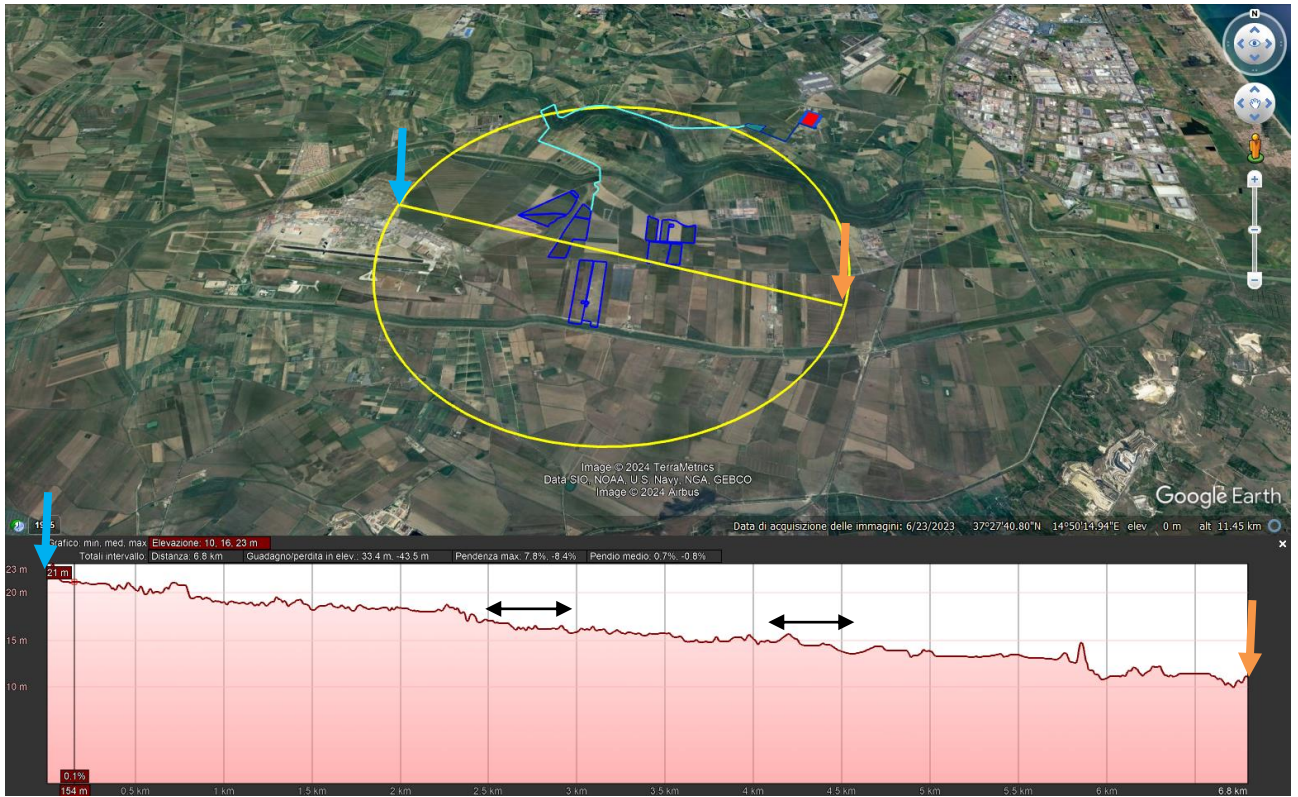 N
Image © 2024 TerraMetrics
Data SIO, NOAA, U.S. Navy, NGA, GEBCO
Image © 2024 Airbus
Google Earth
Data di acquisizione delle immagini: 6/23/2023 37°27'40.80"N 14°50'14.94"E elev 0 m alt 11.45 km
Grafico: min, med, max Elevazione: 10, 16, 23 m
Totali intervallo: Distanza: 6.8 km Guadagno/perdita in elev.: 33.4 m, -43.5 m Pendenza max: 7.8%, -8.4% Pendio medio: 0.7%, -0.8%
23 m
21 m
20 m
15 m
10 m
0.1%
154 m 0.5 km 1 km 1.5 km 2 km 2.5 km 3 km 3.5 km 4 km 4.5 km 5 km 5.5 km 6 km 6.8 km